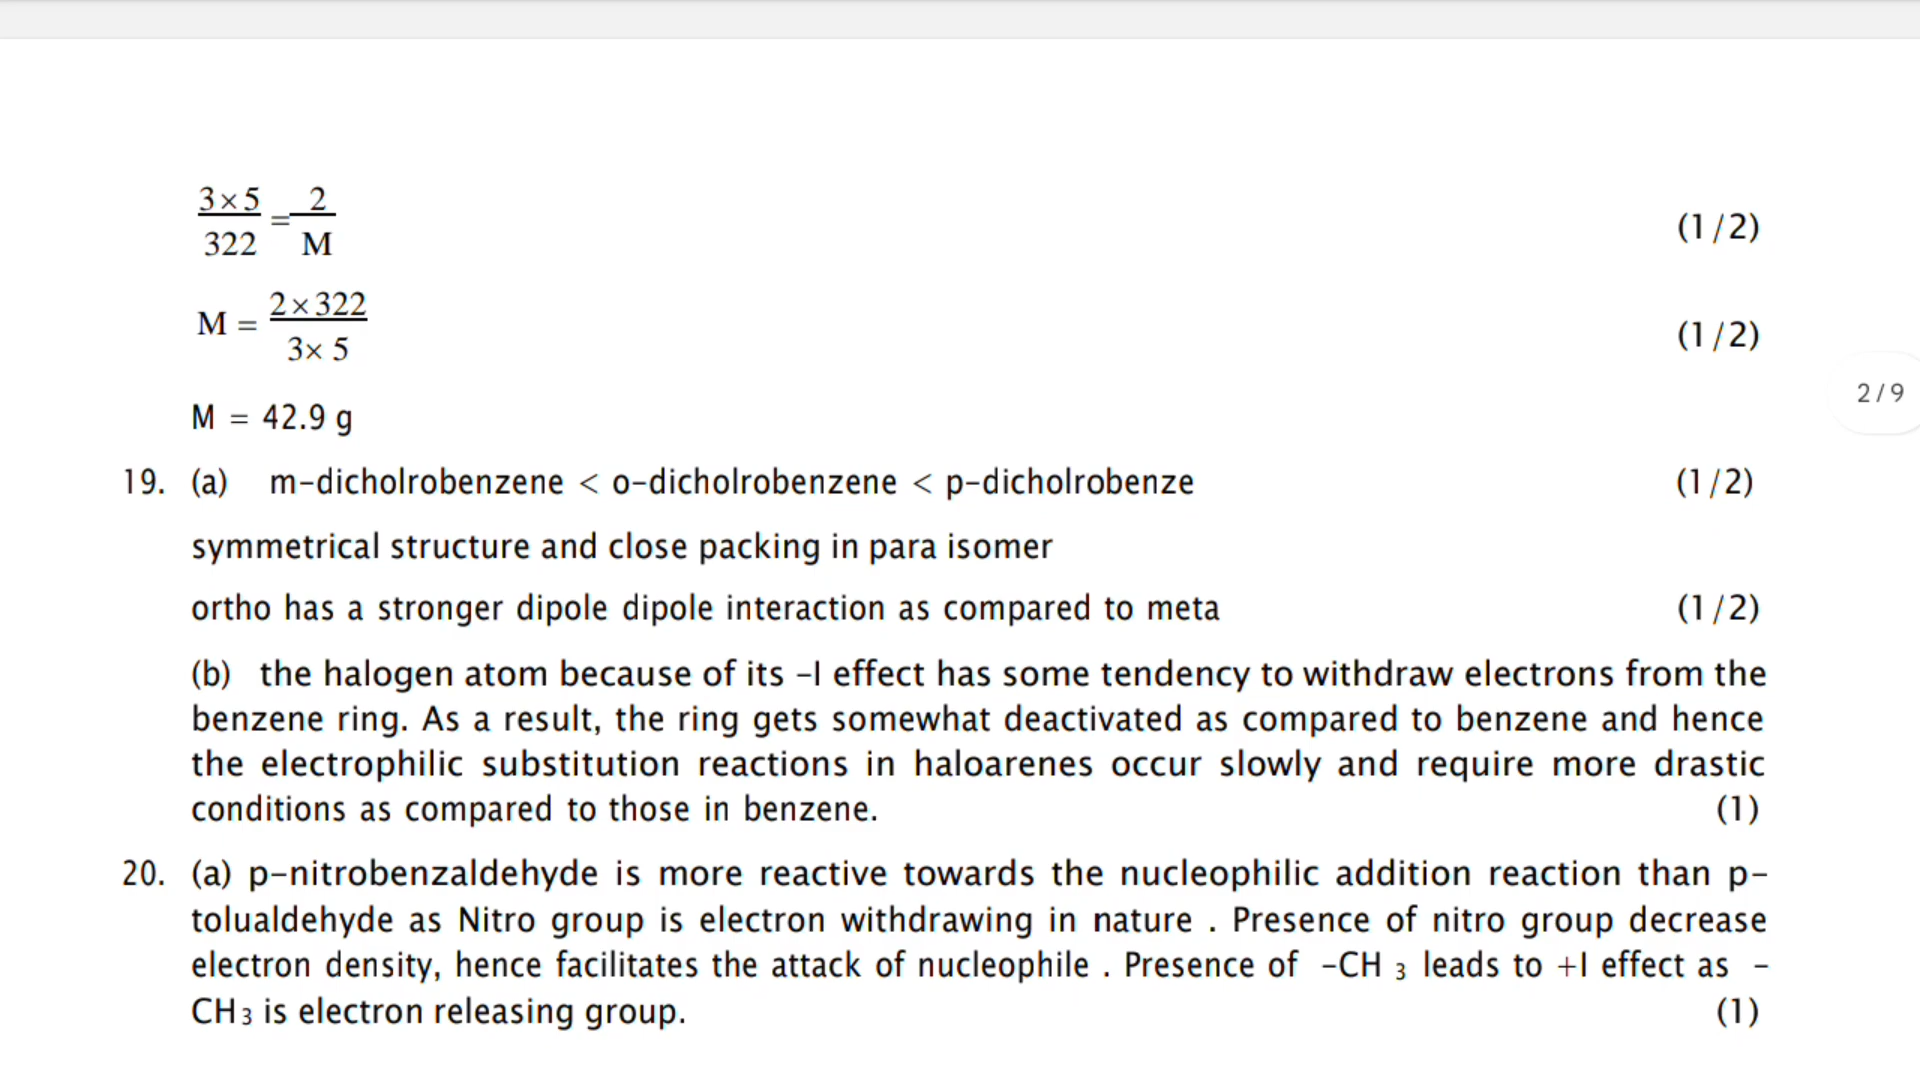 3×5/322 = 2/M (1/2)
M = 2×322/3× 5 (1/2)
M = 42.9 g
2/9
19. (a) m-dicholrobenzene < o-dicholrobenzene < p-dicholrobenze (1/2)
symmetrical structure and close packing in para isomer
ortho has a stronger dipole dipole interaction as compared to meta (1/2)
(b) the halogen atom because of its –I effect has some tendency to withdraw electrons from the
benzene ring. As a result, the ring gets somewhat deactivated as compared to benzene and hence
the electrophilic substitution reactions in haloarenes occur slowly and require more drastic
conditions as compared to those in benzene. (1)
20. (a) p-nitrobenzaldehyde is more reactive towards the nucleophilic addition reaction than p-
tolualdehyde as Nitro group is electron withdrawing in nature . Presence of nitro group decrease
electron density, hence facilitates the attack of nucleophile . Presence of -CH 3 leads to +I effect as –
CH3 is electron releasing group. (1)